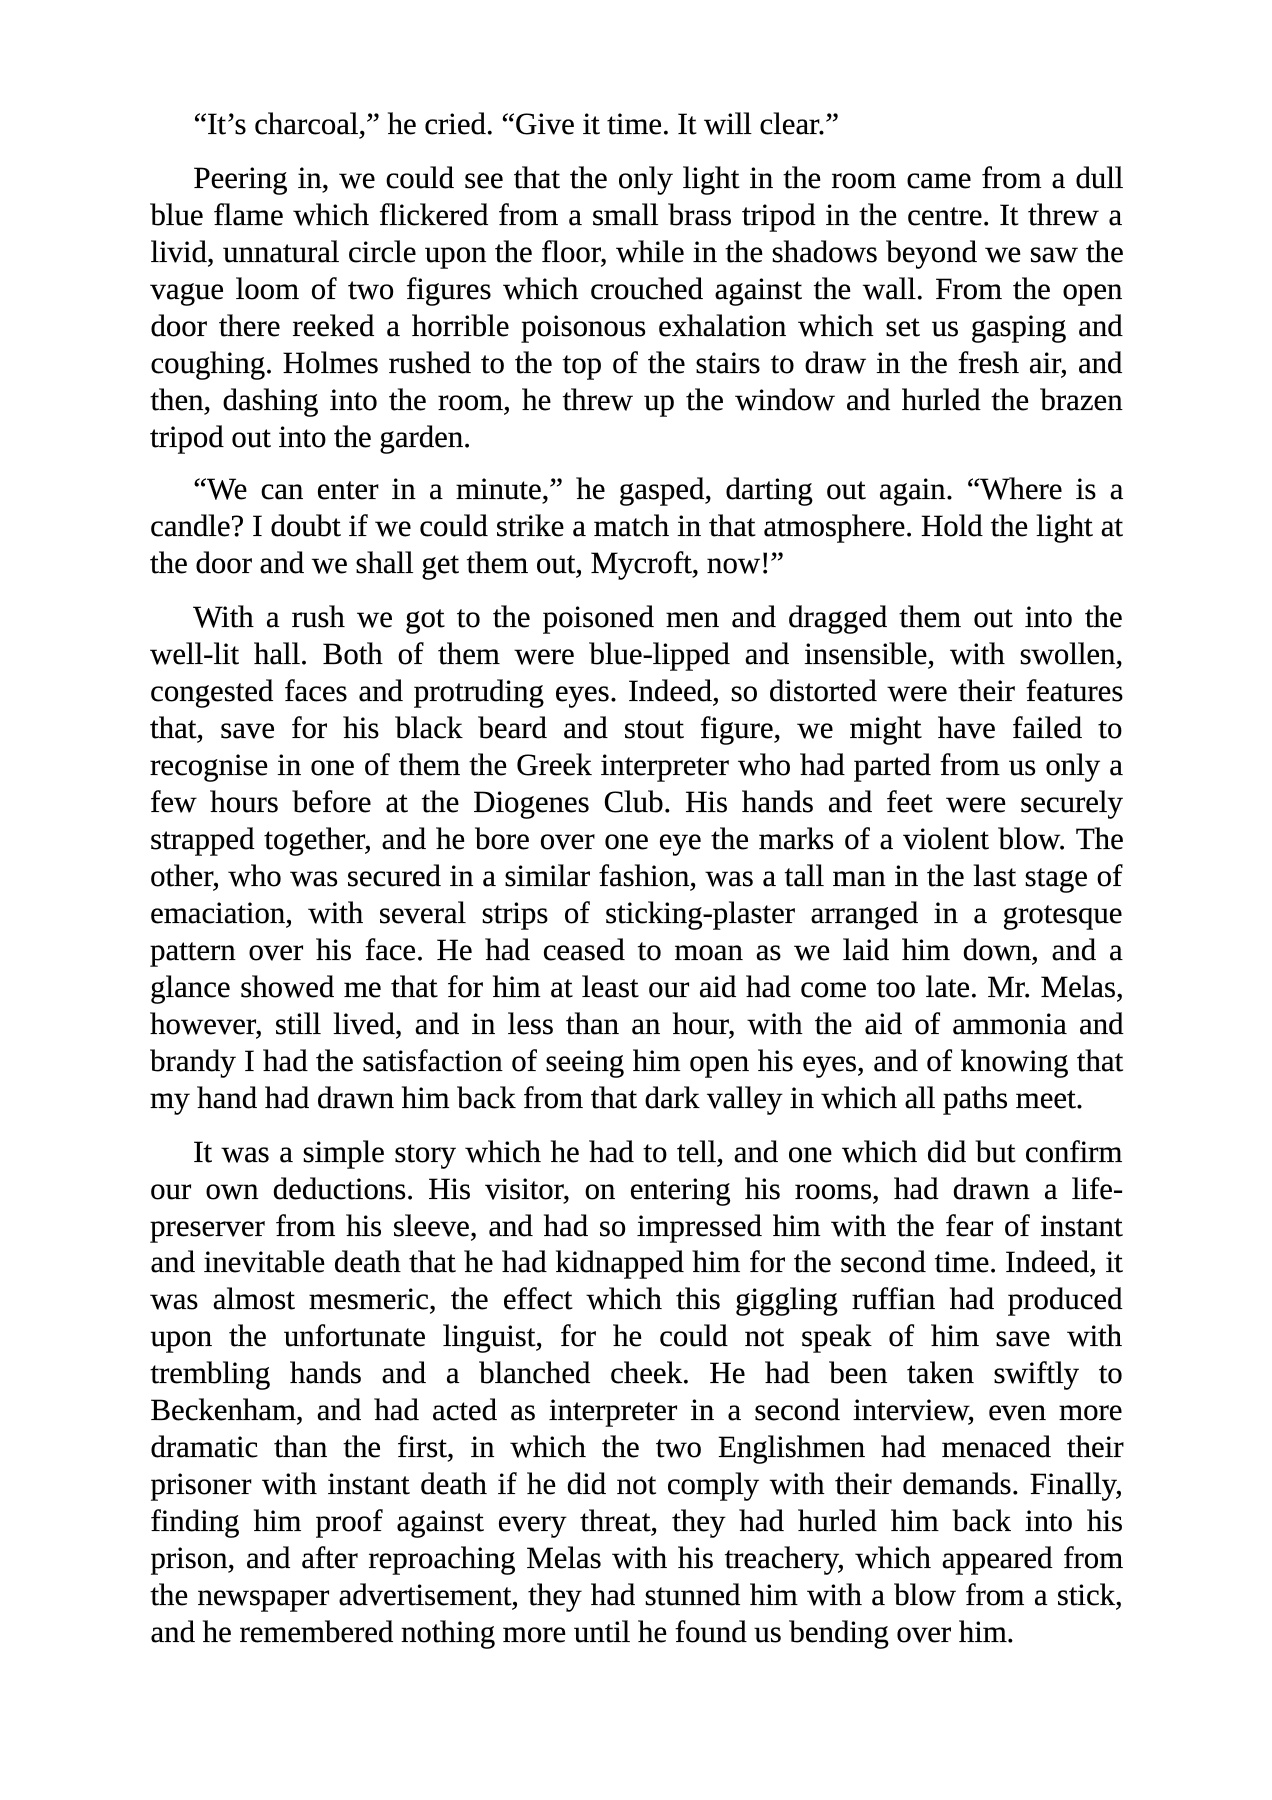 “It’s charcoal,” he cried. “Give it time. It will clear.”
Peering in, we could see that the only light in the room came from a dull
blue flame which flickered from a small brass tripod in the centre. It threw a
livid, unnatural circle upon the floor, while in the shadows beyond we saw the
vague loom of two figures which crouched against the wall. From the open
door there reeked a horrible poisonous exhalation which set us gasping and
coughing. Holmes rushed to the top of the stairs to draw in the fresh air, and
then, dashing into the room, he threw up the window and hurled the brazen
tripod out into the garden.
“We can enter in a minute,” he gasped, darting out again. “Where is a
candle? I doubt if we could strike a match in that atmosphere. Hold the light at
the door and we shall get them out, Mycroft, now!”
With a rush we got to the poisoned men and dragged them out into the
well-lit hall. Both of them were blue-lipped and insensible, with swollen,
congested faces and protruding eyes. Indeed, so distorted were their features
that, save for his black beard and stout figure, we might have failed to
recognise in one of them the Greek interpreter who had parted from us only a
few hours before at the Diogenes Club. His hands and feet were securely
strapped together, and he bore over one eye the marks of a violent blow. The
other, who was secured in a similar fashion, was a tall man in the last stage of
emaciation, with several strips of sticking-plaster arranged in a grotesque
pattern over his face. He had ceased to moan as we laid him down, and a
glance showed me that for him at least our aid had come too late. Mr. Melas,
however, still lived, and in less than an hour, with the aid of ammonia and
brandy I had the satisfaction of seeing him open his eyes, and of knowing that
my hand had drawn him back from that dark valley in which all paths meet.
It was a simple story which he had to tell, and one which did but confirm
our own deductions. His visitor, on entering his rooms, had drawn a life-
preserver from his sleeve, and had so impressed him with the fear of instant
and inevitable death that he had kidnapped him for the second time. Indeed, it
was almost mesmeric, the effect which this giggling ruffian had produced
upon the unfortunate linguist, for he could not speak of him save with
trembling hands and a blanched cheek. He had been taken swiftly to
Beckenham, and had acted as interpreter in a second interview, even more
dramatic than the first, in which the two Englishmen had menaced their
prisoner with instant death if he did not comply with their demands. Finally,
finding him proof against every threat, they had hurled him back into his
prison, and after reproaching Melas with his treachery, which appeared from
the newspaper advertisement, they had stunned him with a blow from a stick,
and he remembered nothing more until he found us bending over him.